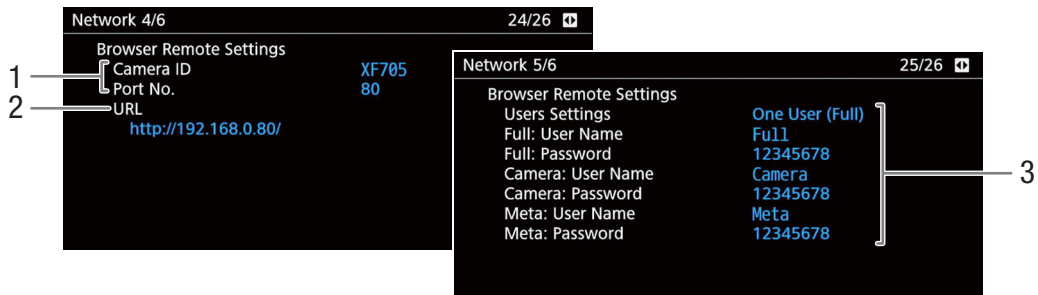 Network 4/6 24/26
Browser Remote Settings
1 Camera ID XF705
Port No. 80
2 URL
http://192.168.0.80/
Network 5/6 25/26
Browser Remote Settings
Users Settings One User (Full)
Full: User Name Full
Full: Password 12345678
Camera: User Name Camera
Camera: Password 12345678
Meta: User Name Meta
Meta: Password 12345678
3